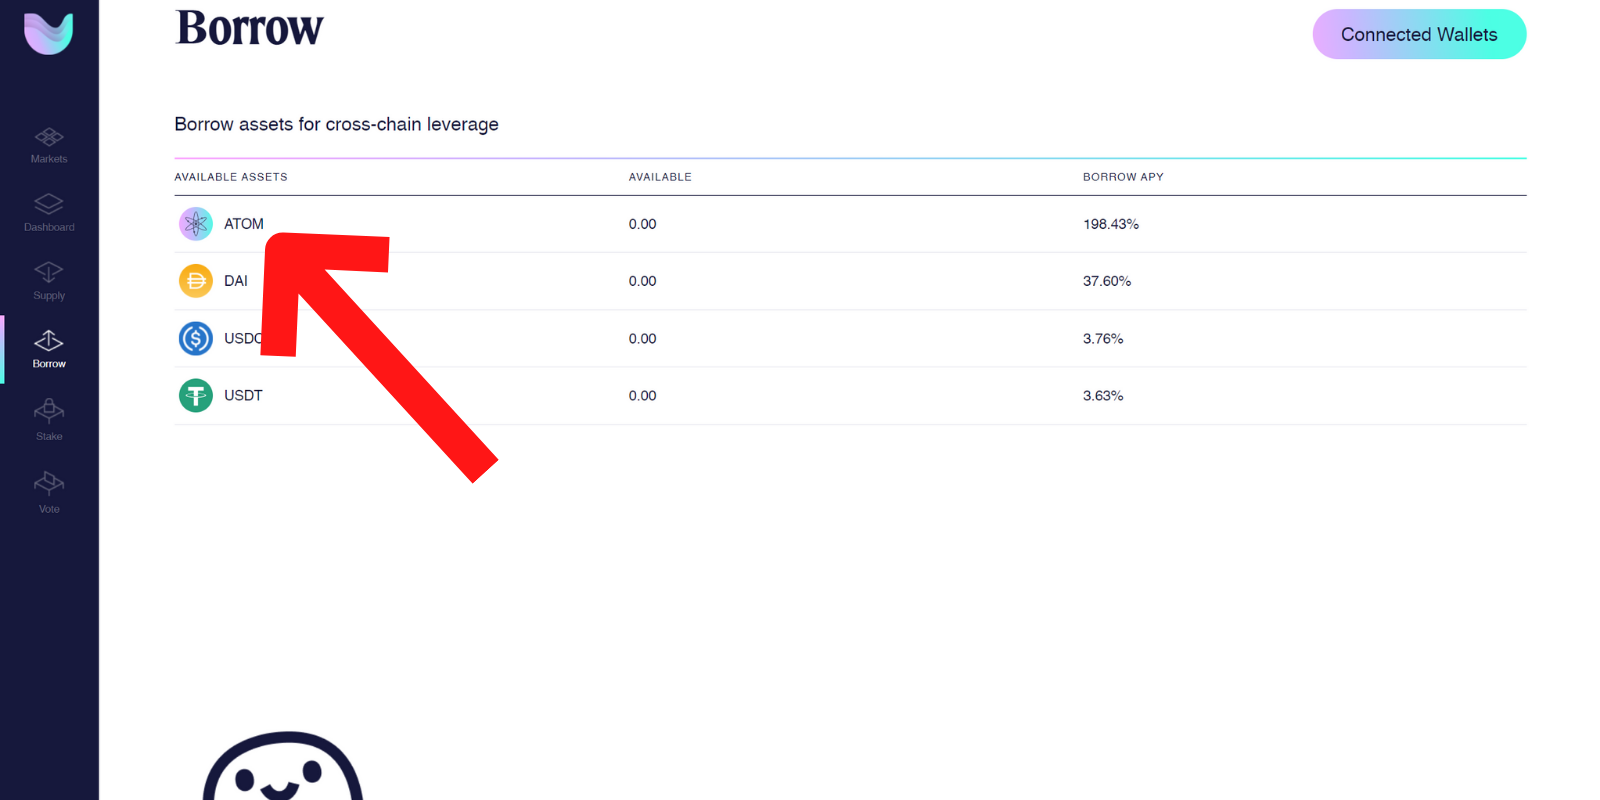 Borrow
Connected Wallets
Markets
Dashboard
Supply
Borrow
Stake
Vote
Borrow assets for cross-chain leverage
AVAILABLE ASSETS AVAILABLE BORROW APY
ATOM 0.00 198.43%
DAI 0.00 37.60%
USDC 0.00 3.76%
USDT 0.00 3.63%